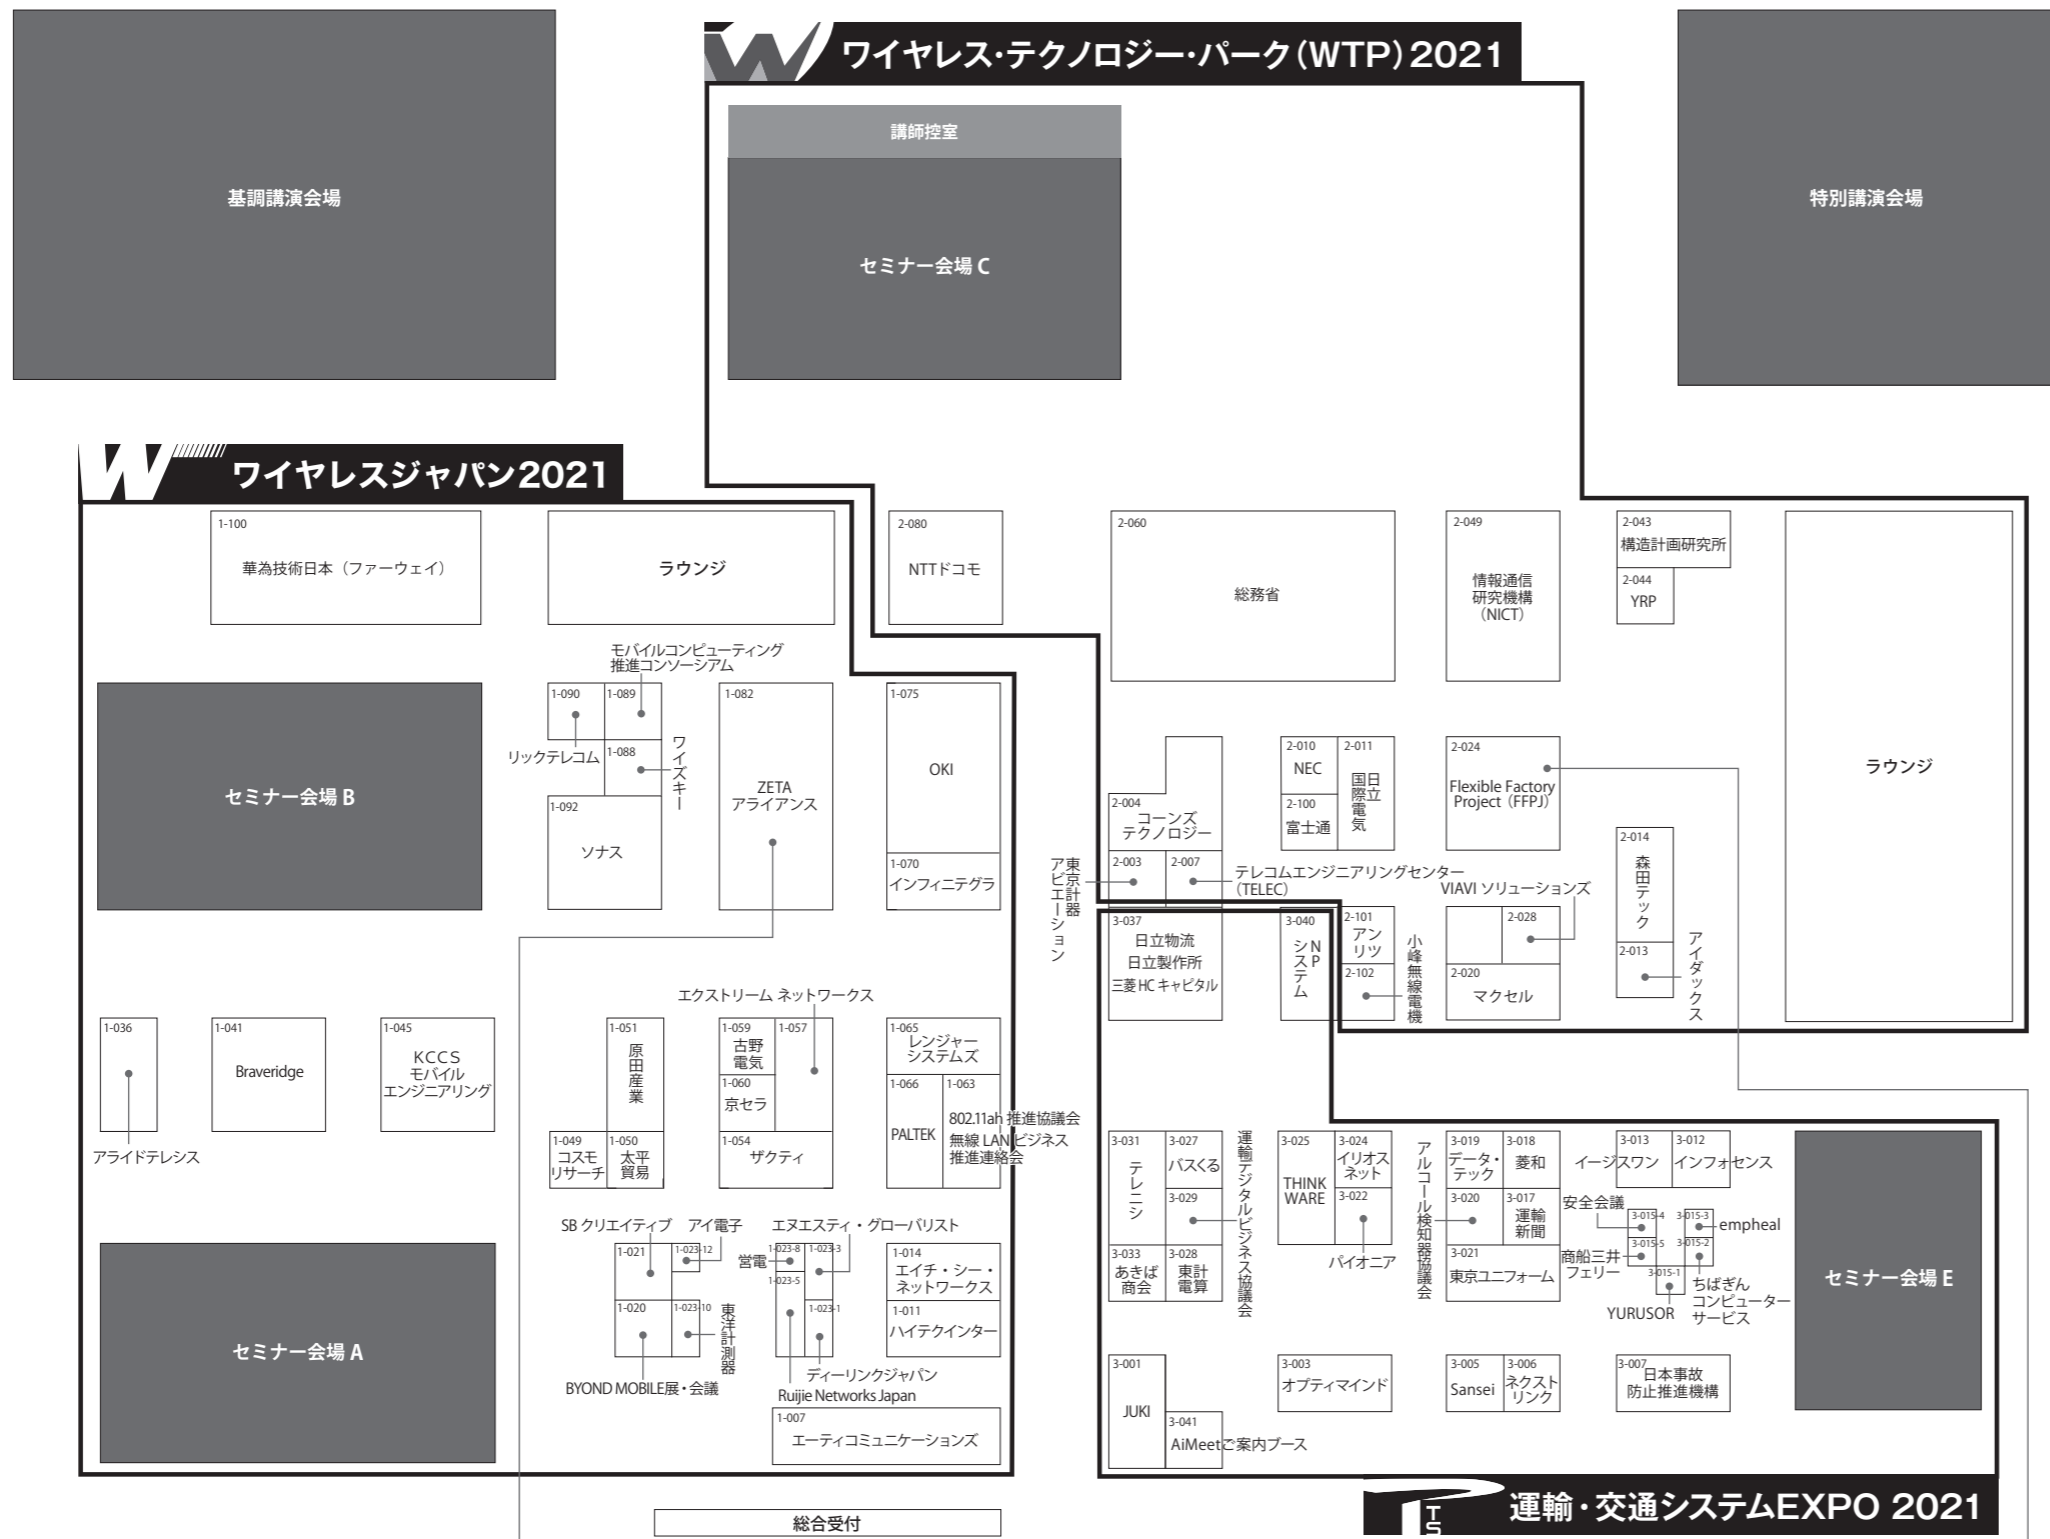 ワイヤレス・テクノロジー・パーク（WTP）2021
基調講演会場
講師控室
セミナー会場 C
特別講演会場
ワイヤレスジャパン2021
1-100
華為技術日本（ファーウェイ）
ラウンジ
2-080
NTTドコモ
2-060
総務省
2-049
情報通信
研究機構
（NICT）
2-043
構造計画研究所
2-044
YRP
ラウンジ
セミナー会場 B
モバイルコンピューティング
推進コンソーシアム
1-090
1-089
リックテレコム
1-088
ワイズキー
1-092
ソナス
1-082
ZETA
アライアンス
1-075
OKI
1-070
インフィニテグラ
2-004
コーンズ
テクノロジー
2-003
2-007
東京計器
アビエーション
テレコムエンジニアリングセンター
（TELEC）
2-010
NEC
2-011
日立
国際電気
2-100
富士通
2-024
Flexible Factory
Project（FFPJ）
VIAVI ソリューションズ
2-028
2-020
マクセル
2-014
森田テック
2-013
アイダックス
3-037
日立物流
日立製作所
三菱 HC キャピタル
3-040
NP
システム
2-101
アン
リツ
2-102
小峰無線電機
1-036
アライドテレシス
1-041
Braveridge
1-045
KCCS
モバイル
エンジニアリング
1-051
原田産業
1-049
コスモ
リサーチ
1-050
太平
貿易
エクストリーム ネットワークス
1-059
古野
電気
1-057
1-060
京セラ
1-054
ザクティ
1-065
レンジャー
システムズ
1-066
PALTEK
1-063
802.11ah 推進協議会
無線 LAN ビジネス
推進連絡会
セミナー会場 A
SB クリエイティブ
アイ電子
1-021
1-023-12
1-020
1-023-10
東洋計測器
BYOND MOBILE展・会議
エヌエスティ・グローバリスト
営電
1-023-8
1-023-3
1-023-5
1-023-1
ディーリンクジャパン
Ruijie Networks Japan
1-014
エイチ・シー・
ネットワークス
1-011
ハイテクインター
1-007
エーティコミュニケーションズ
3-031
テレニシ
3-027
バスくる
3-029
運輸デジタルビジネス協議会
3-033
あきば
商会
3-028
東計
電算
3-025
THINK
WARE
3-024
イリオス
ネット
3-022
パイオニア
アルコール検知器協議会
3-019
データ・
テック
3-018
菱和
3-020
3-017
運輸
新聞
3-021
東京ユニフォーム
3-013
イージスワン
3-012
インフォセンス
安全会議
3-015-4
3-015-3
empheal
3-015-5
3-015-2
商船三井
フェリー
3-015-1
YURUSOR
ちばぎん
コンピューター
サービス
セミナー会場 E
3-001
JUKI
3-041
AiMeetご案内ブース
3-003
オプティマインド
3-005
Sansei
3-006
ネクスト
リンク
3-007
日本事故
防止推進機構
運輸・交通システムEXPO 2021
TS
総合受付